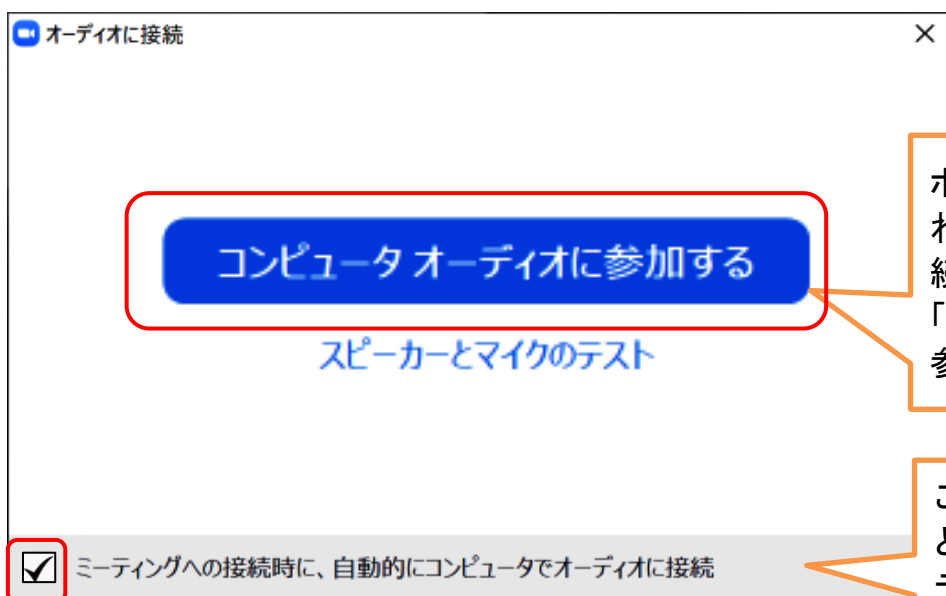 オーディオに接続
コンピュータ オーディオに参加する
スピーカーとマイクのテスト
ミーティングへの接続時に、自動的にコンピュータでオーディオに接続